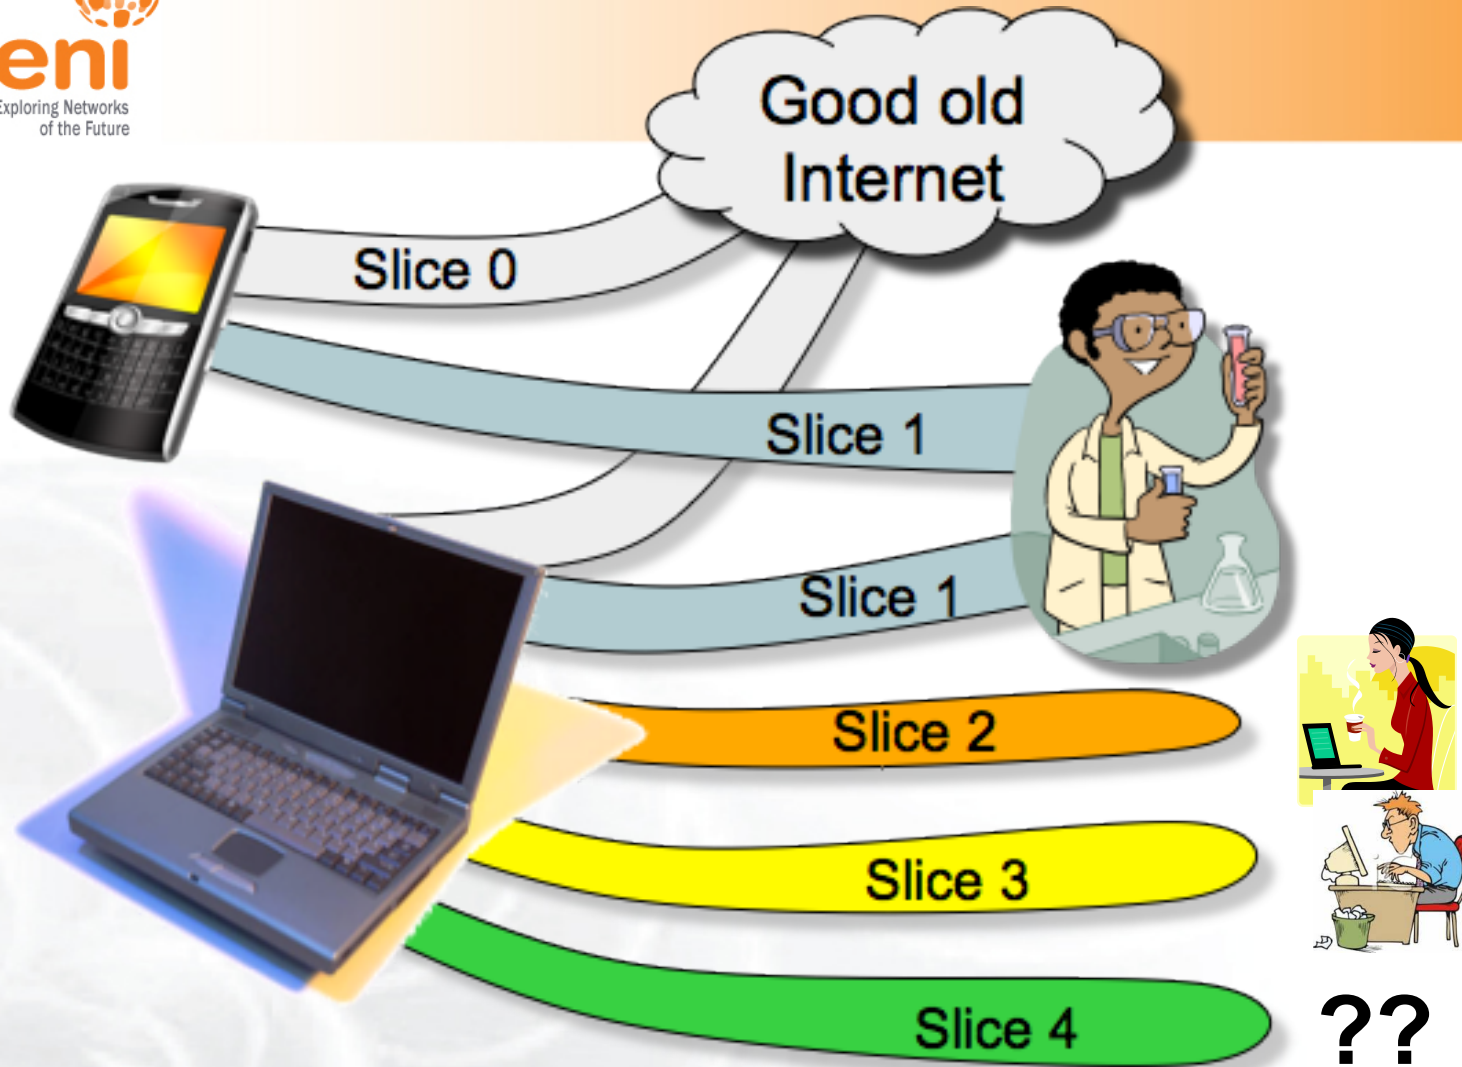 eni
Exploring Networks
of the Future
Good old
Internet
Slice 0
Slice 1
Slice 1
Slice 2
Slice 3
Slice 4
??